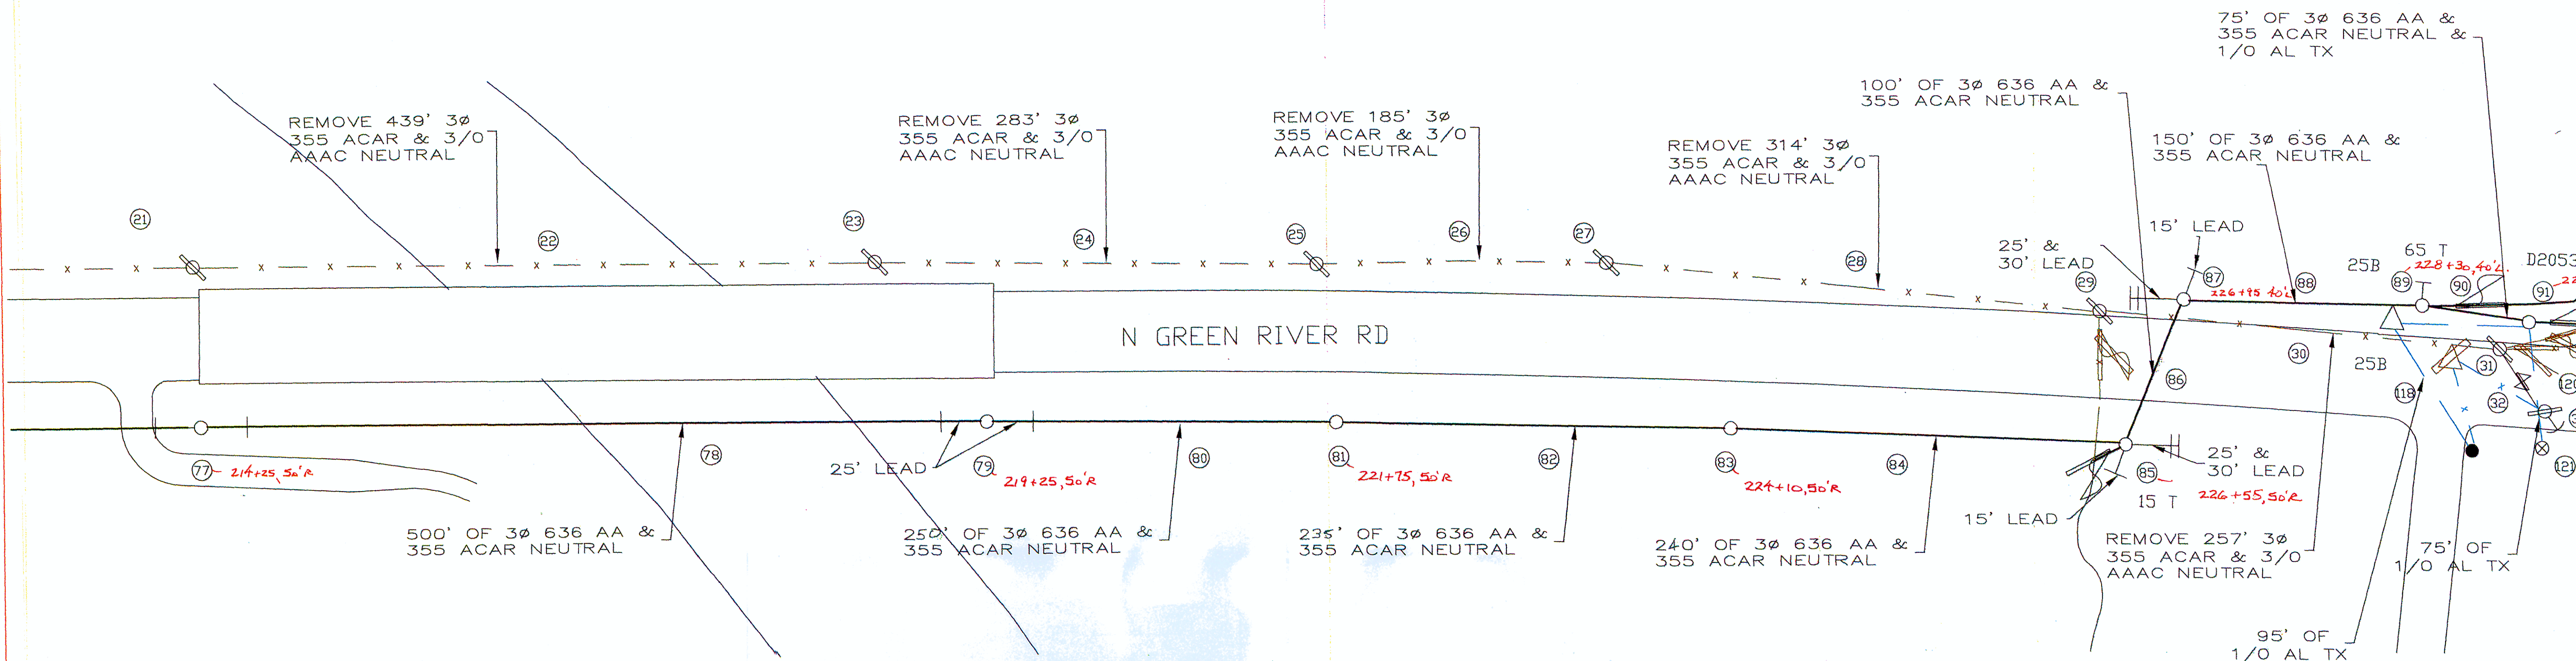 75' OF 3Ø 636 AA &
355 ACAR NEUTRAL &
1/0 AL TX
100' OF 3Ø 636 AA &
355 ACAR NEUTRAL
REMOVE 439' 3Ø
355 ACAR & 3/0
AAAC NEUTRAL
REMOVE 283' 3Ø
355 ACAR & 3/0
AAAC NEUTRAL
REMOVE 185' 3Ø
355 ACAR & 3/0
AAAC NEUTRAL
REMOVE 314' 3Ø
355 ACAR & 3/0
AAAC NEUTRAL
150' OF 3Ø 636 AA &
355 ACAR NEUTRAL
21
22
23
24
25
26
27
28
29
25' &
30' LEAD
15' LEAD
87
226+95 40'L
88
25B
65 T
89
228+30, 40'L.
90
D2053
91
N GREEN RIVER RD
30
25B
86
31
118
32
120
77
214+25, 50'R
78
25' LEAD
79
219+25, 50'R
80
81
221+75, 50'R
82
83
224+10, 50'R
84
85
15 T
226+55, 50'R
25' &
30' LEAD
15' LEAD
121
500' OF 3Ø 636 AA &
355 ACAR NEUTRAL
250' OF 3Ø 636 AA &
355 ACAR NEUTRAL
235' OF 3Ø 636 AA &
355 ACAR NEUTRAL
240' OF 3Ø 636 AA &
355 ACAR NEUTRAL
REMOVE 257' 3Ø
355 ACAR & 3/0
AAAC NEUTRAL
75' OF
1/0 AL TX
95' OF
1/0 AL TX